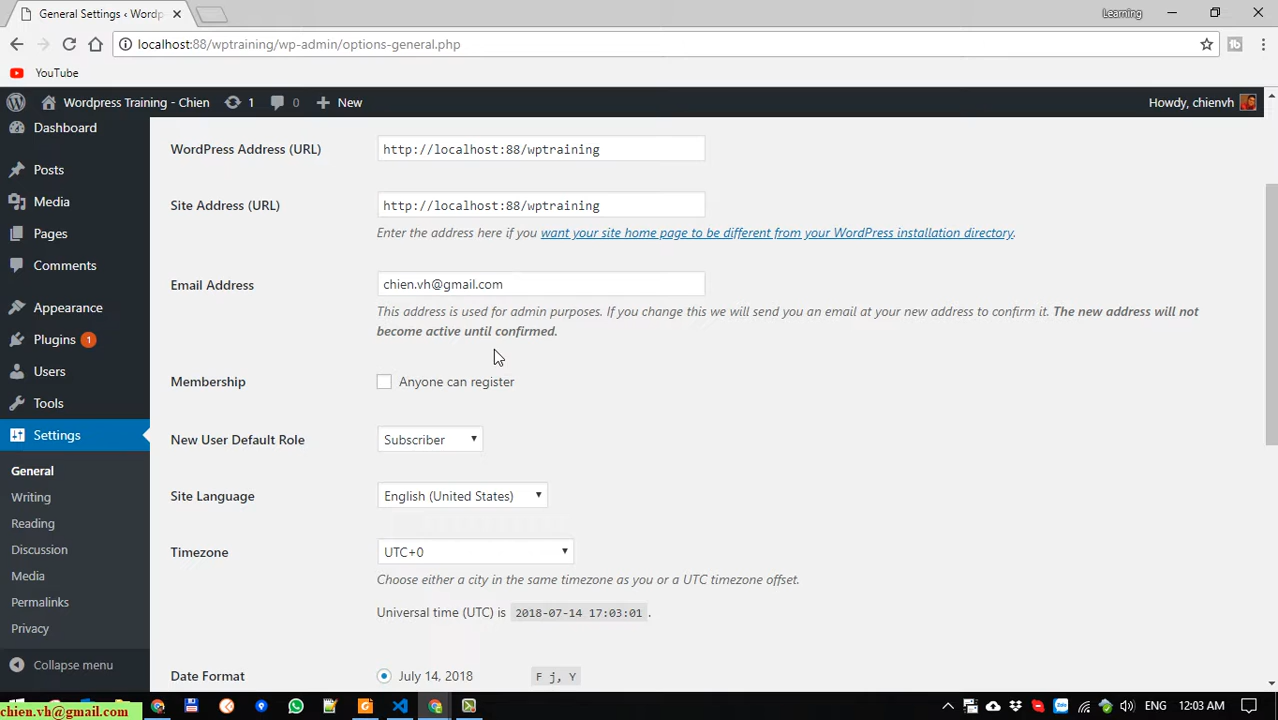 General Settings ‹ Wordp
Learning
localhost:88/wptraining/wp-admin/options-general.php
YouTube
Wordpress Training - Chien
1
0
New
Howdy, chienvh
Dashboard
Posts
Media
Pages
Comments
Appearance
Plugins 1
Users
Tools
Settings
General
Writing
Reading
Discussion
Media
Permalinks
Privacy
Collapse menu
WordPress Address (URL)
http://localhost:88/wptraining
Site Address (URL)
http://localhost:88/wptraining
Enter the address here if you want your site home page to be different from your WordPress installation directory.
Email Address
chien.vh@gmail.com
This address is used for admin purposes. If you change this we will send you an email at your new address to confirm it. The new address will not
become active until confirmed.
Membership
Anyone can register
New User Default Role
Subscriber
Site Language
English (United States)
Timezone
UTC+0
Choose either a city in the same timezone as you or a UTC timezone offset.
Universal time (UTC) is 2018-07-14 17:03:01 .
Date Format
July 14, 2018
F j, Y
chien.vh@gmail.com
ENG
12:03 AM